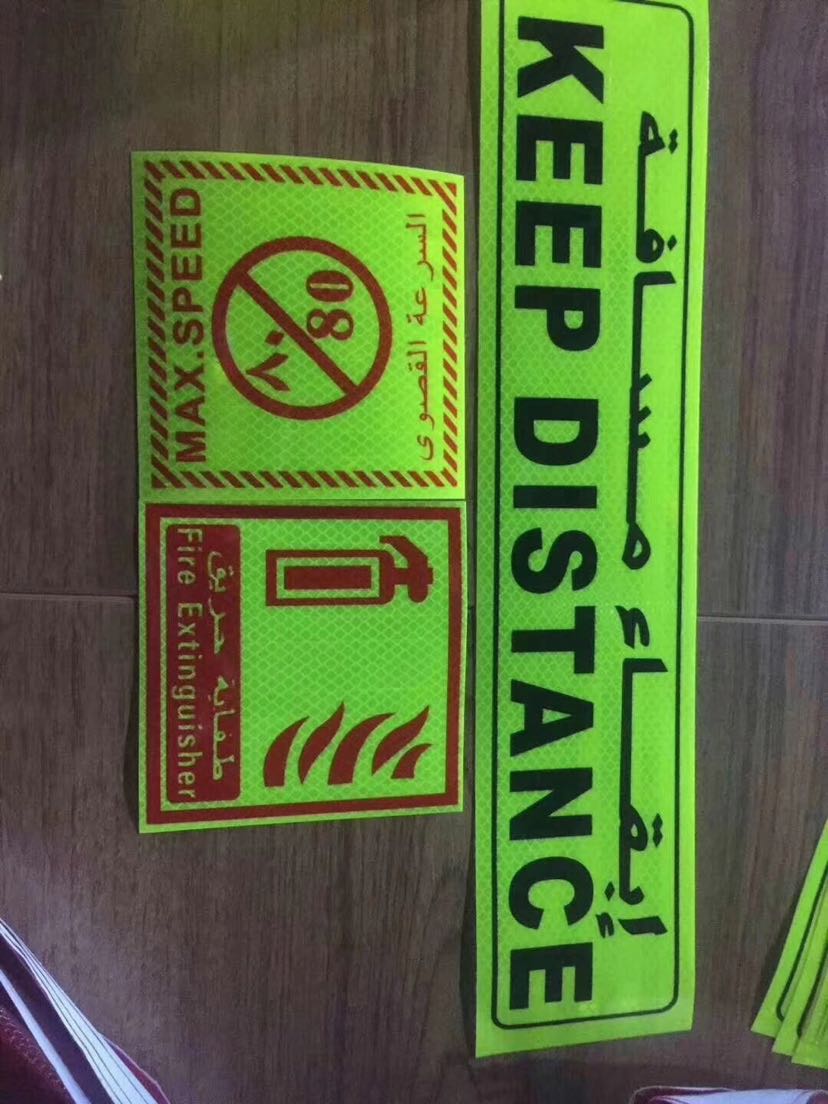 MAX.SPEED
٨٠ 80
السرعة القصوى
طفاية حريق
Fire Extinguisher
إبقاء مسافة
KEEP DISTANCE